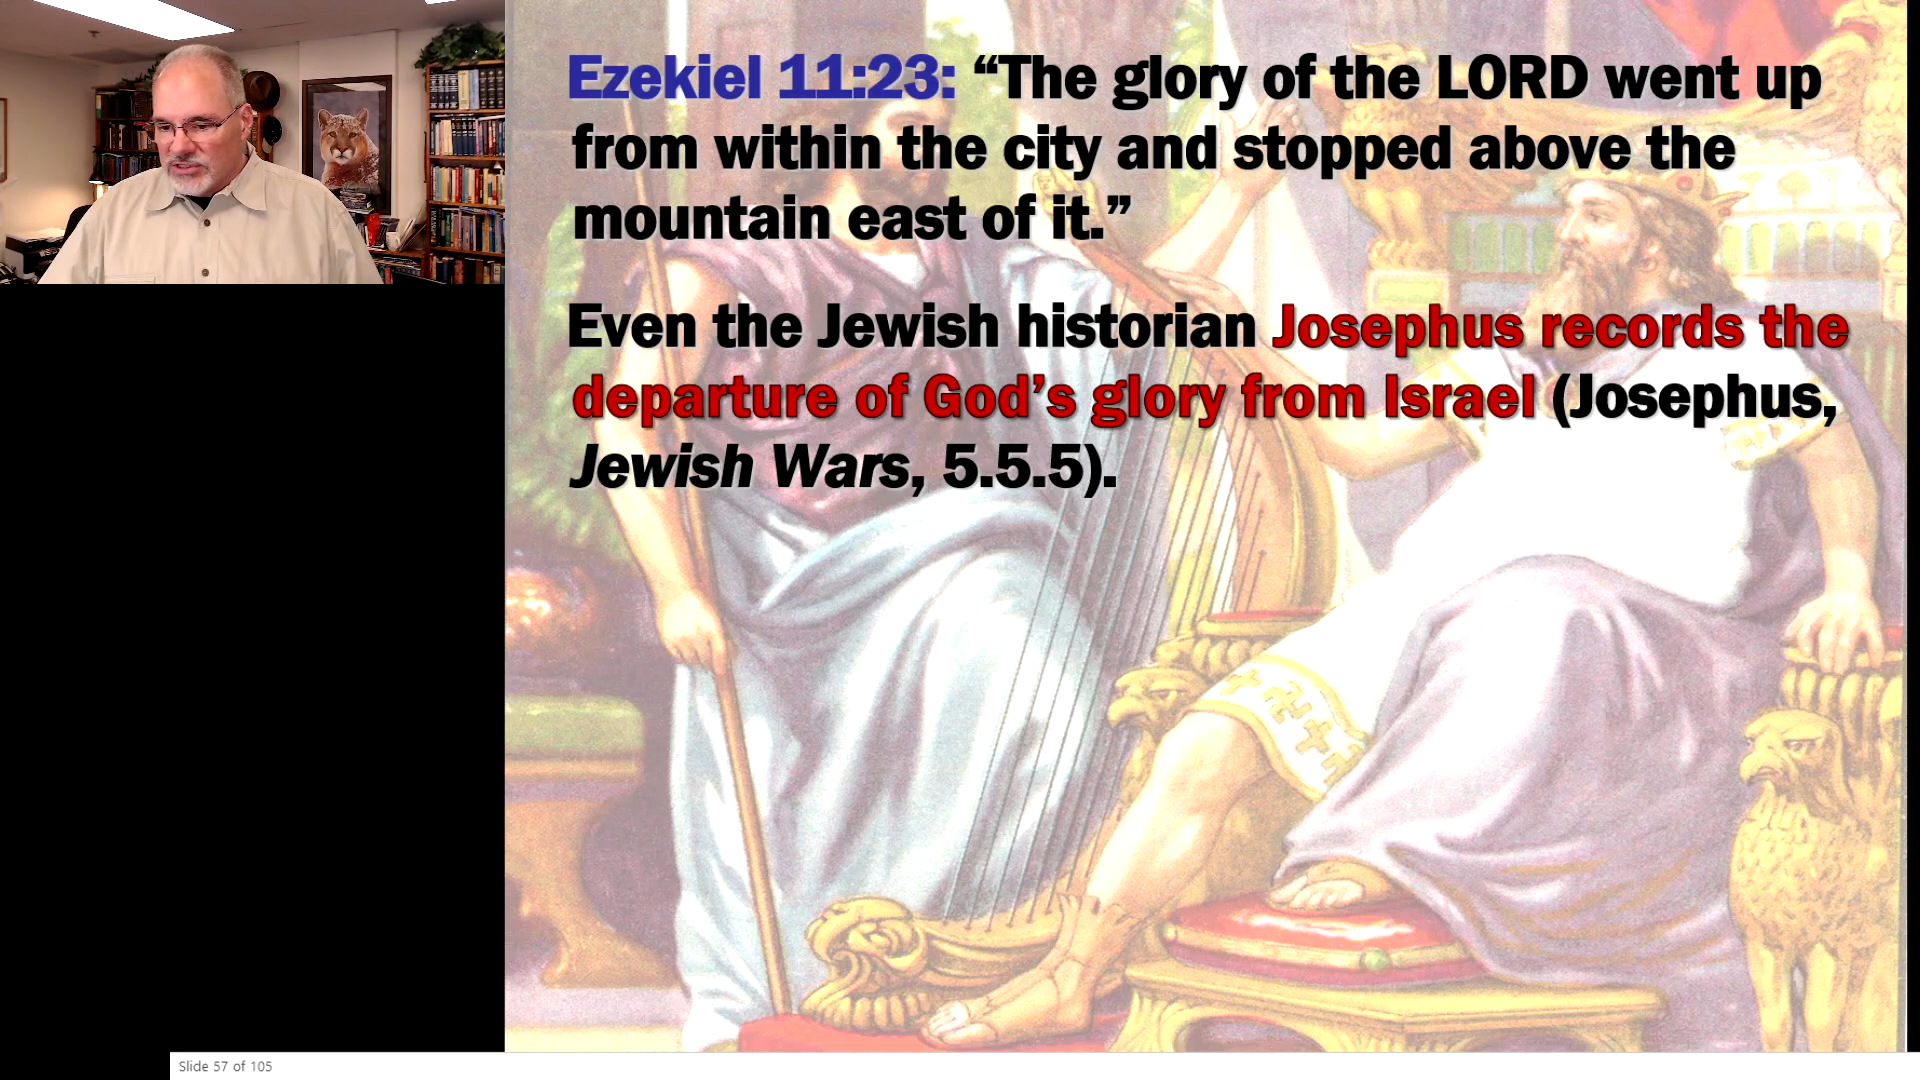 Ezekiel 11:23: “The glory of the LORD went up
from within the city and stopped above the
mountain east of it.”
Even the Jewish historian Josephus records the
departure of God’s glory from Israel (Josephus,
Jewish Wars, 5.5.5).
Slide 57 of 105